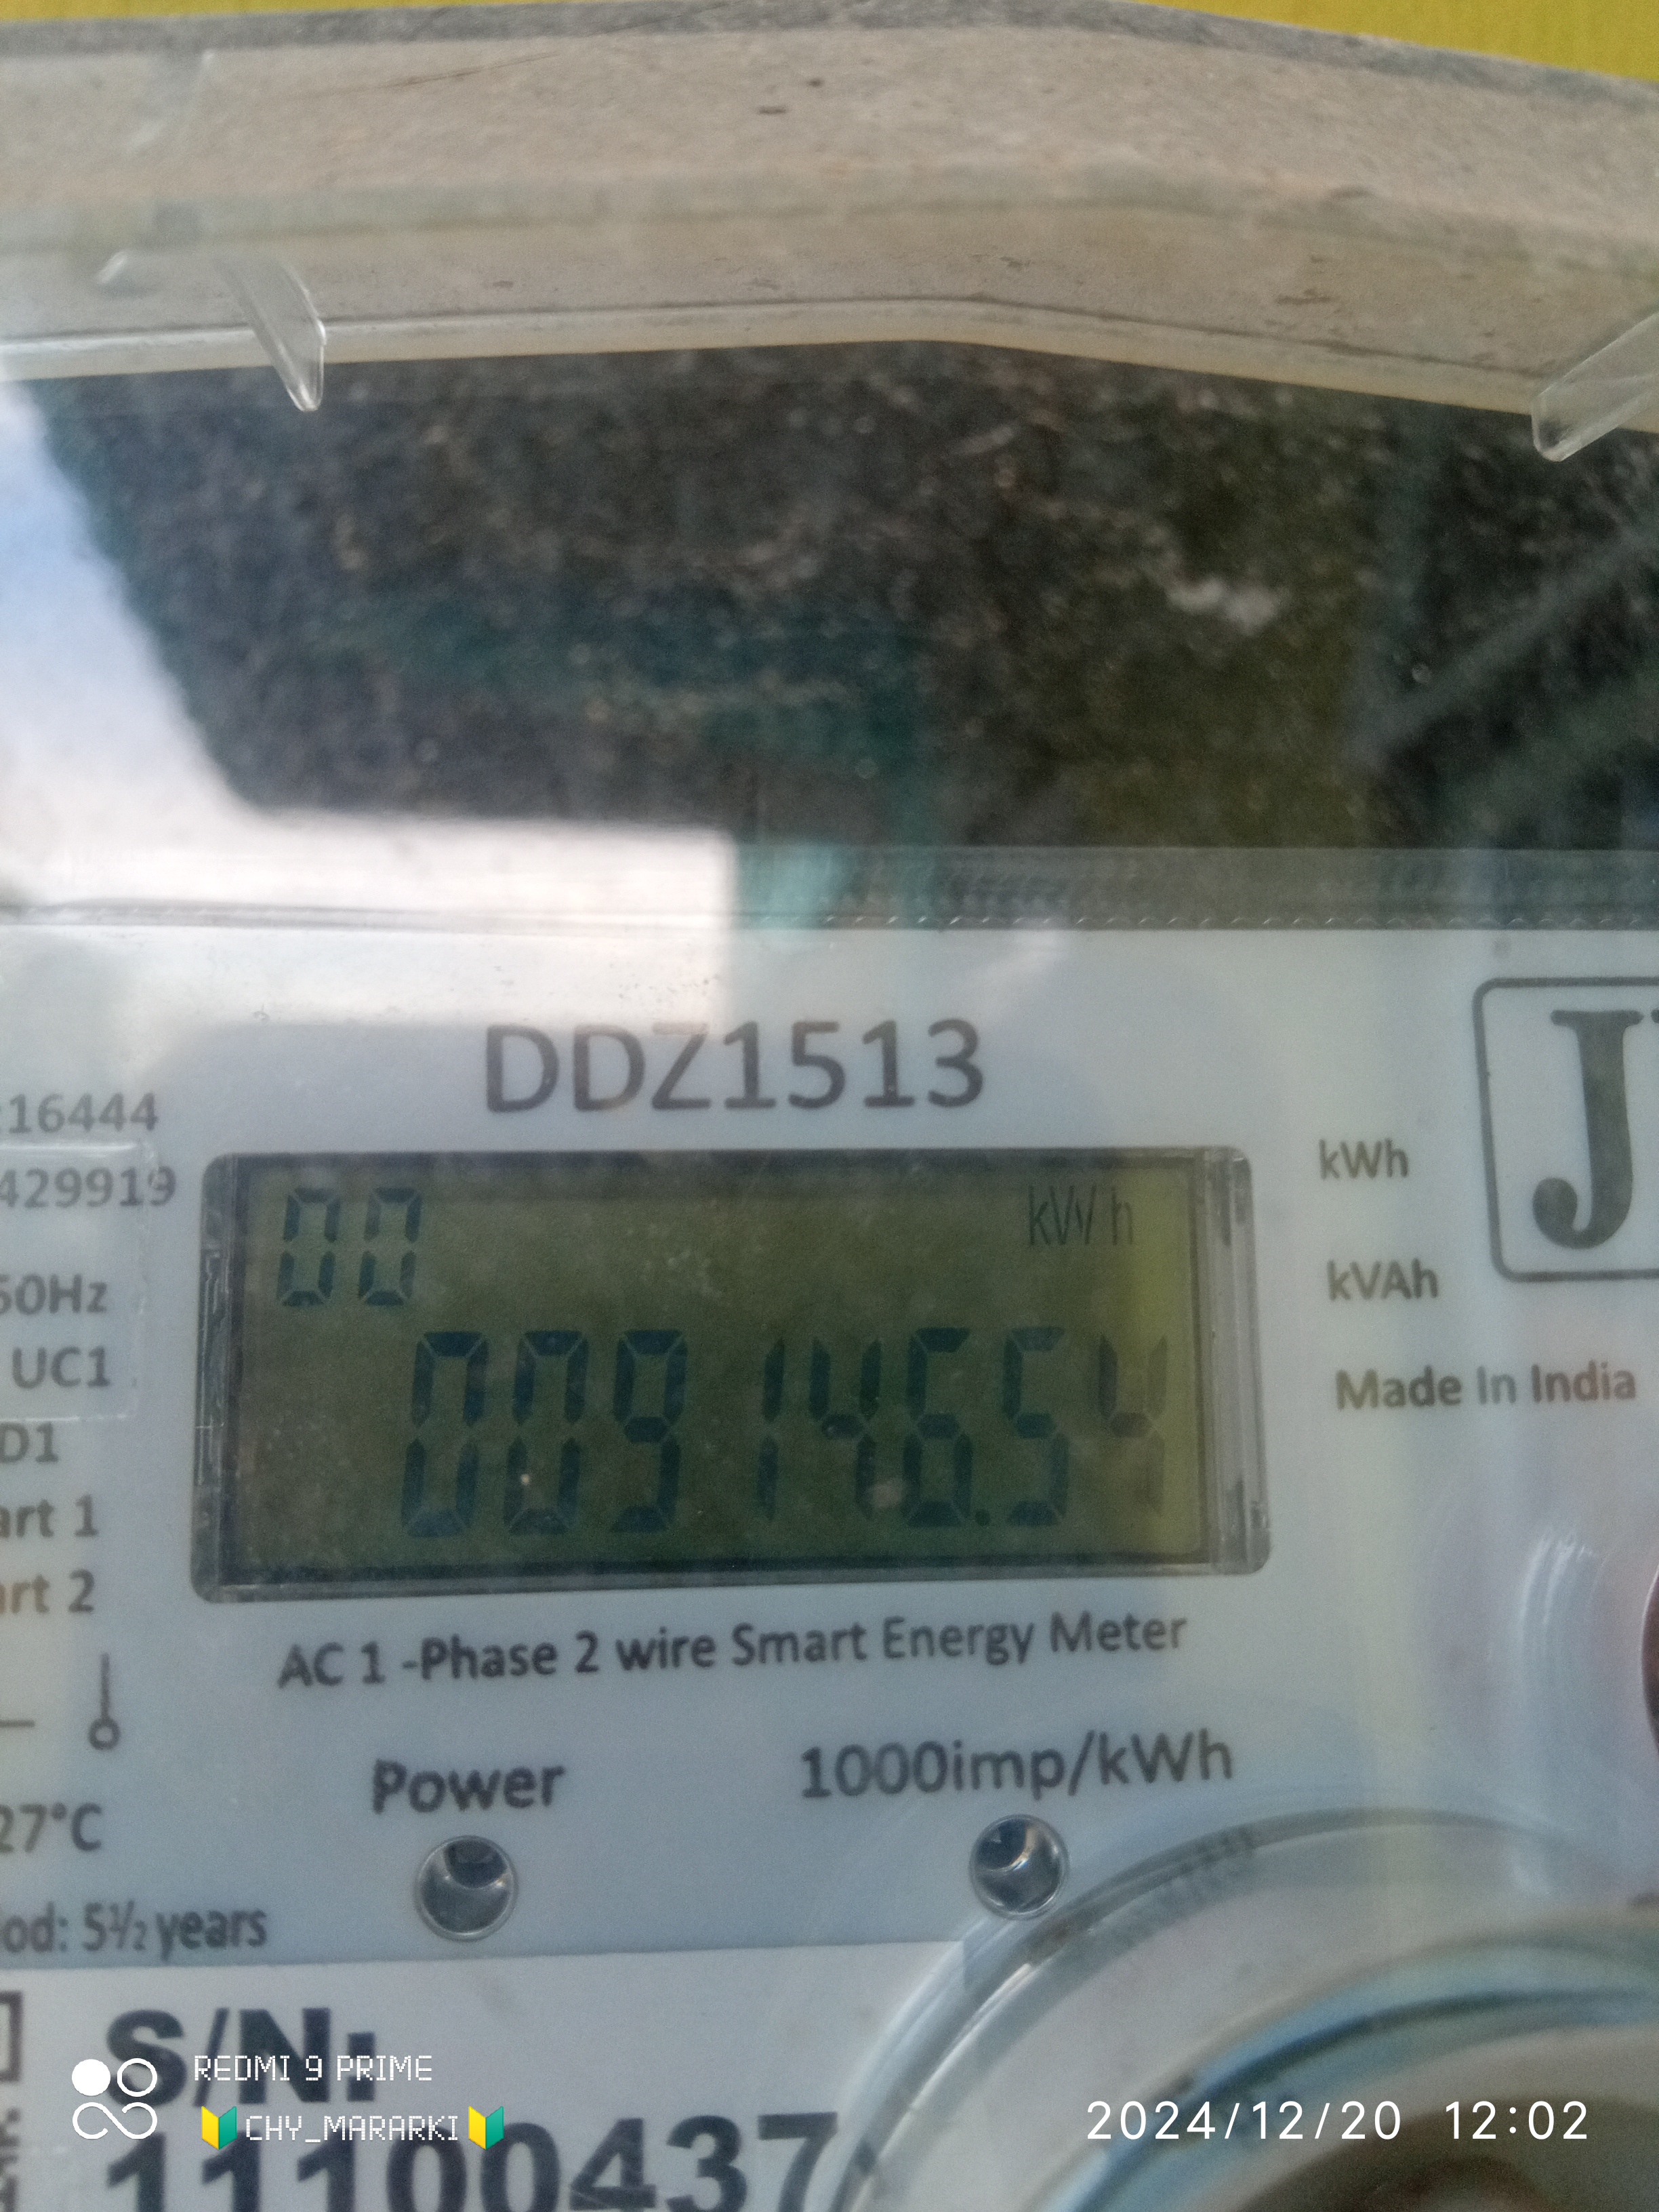 DDZ1513
J
16444
429919
kWh
00
kWh
kVAh
50Hz
UC1
009146.54
Made In India
D1
art 1
art 2
AC 1 -Phase 2 wire Smart Energy Meter
Power
1000imp/kWh
27°C
od: 5½ years
S/N:
11100437
REDMI 9 PRIME
CHY_MARARKI
2024/12/20 12:02